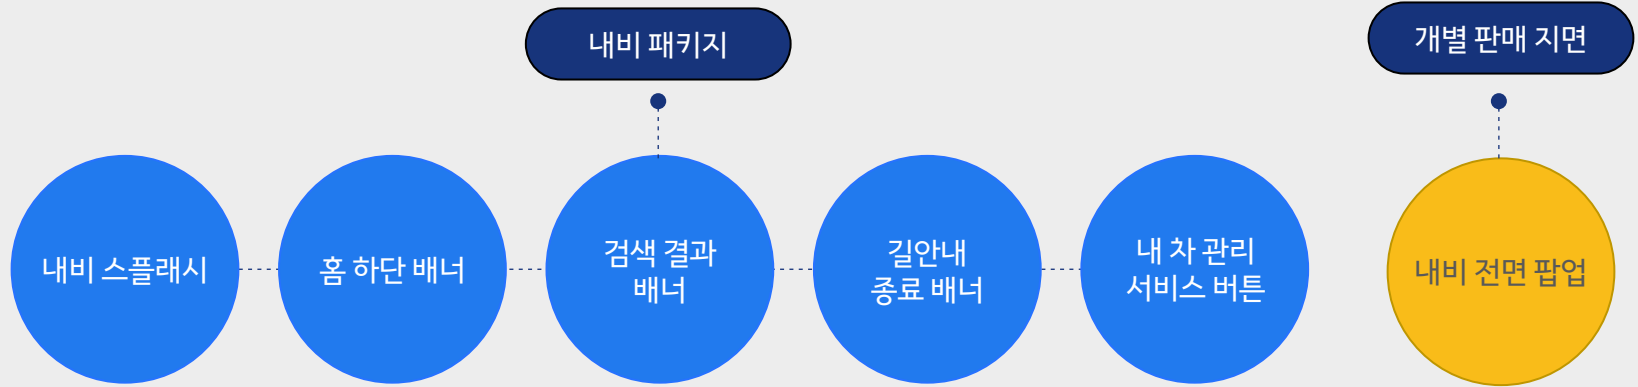 내비 패키지
개별 판매 지면
내비 스플래시
홈 하단 배너
검색 결과
배너
길안내
종료 배너
내 차 관리
서비스 버튼
내비 전면 팝업